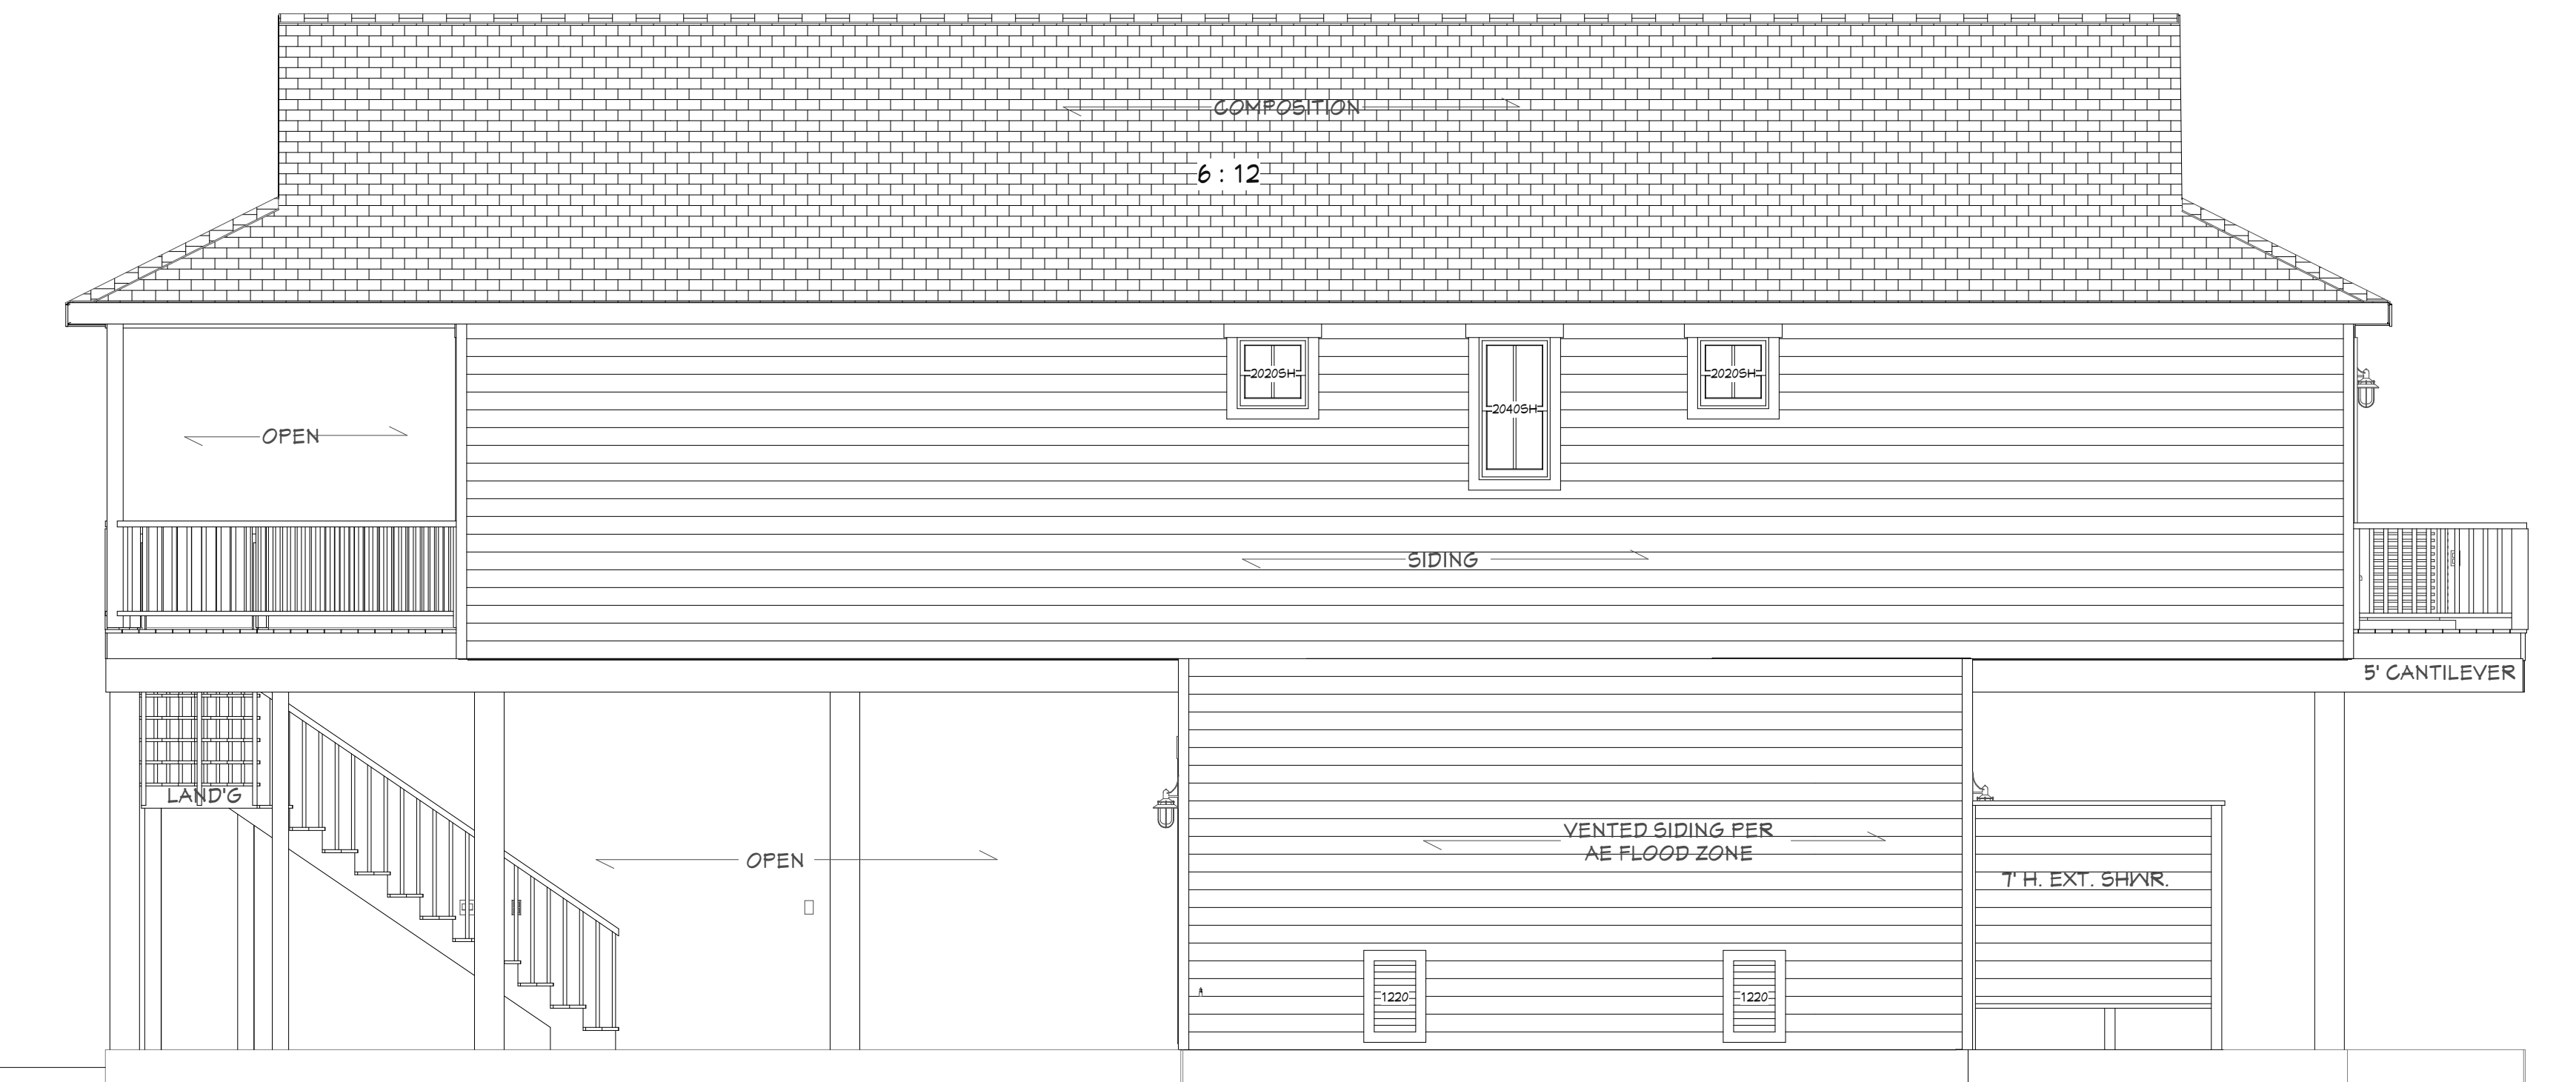 COMPOSITION
6 : 12
2020SH
2040SH
2020SH
OPEN
SIDING
5' CANTILEVER
LAND'G
OPEN
VENTED SIDING PER
AE FLOOD ZONE
7' H. EXT. SHWR.
1220
1220